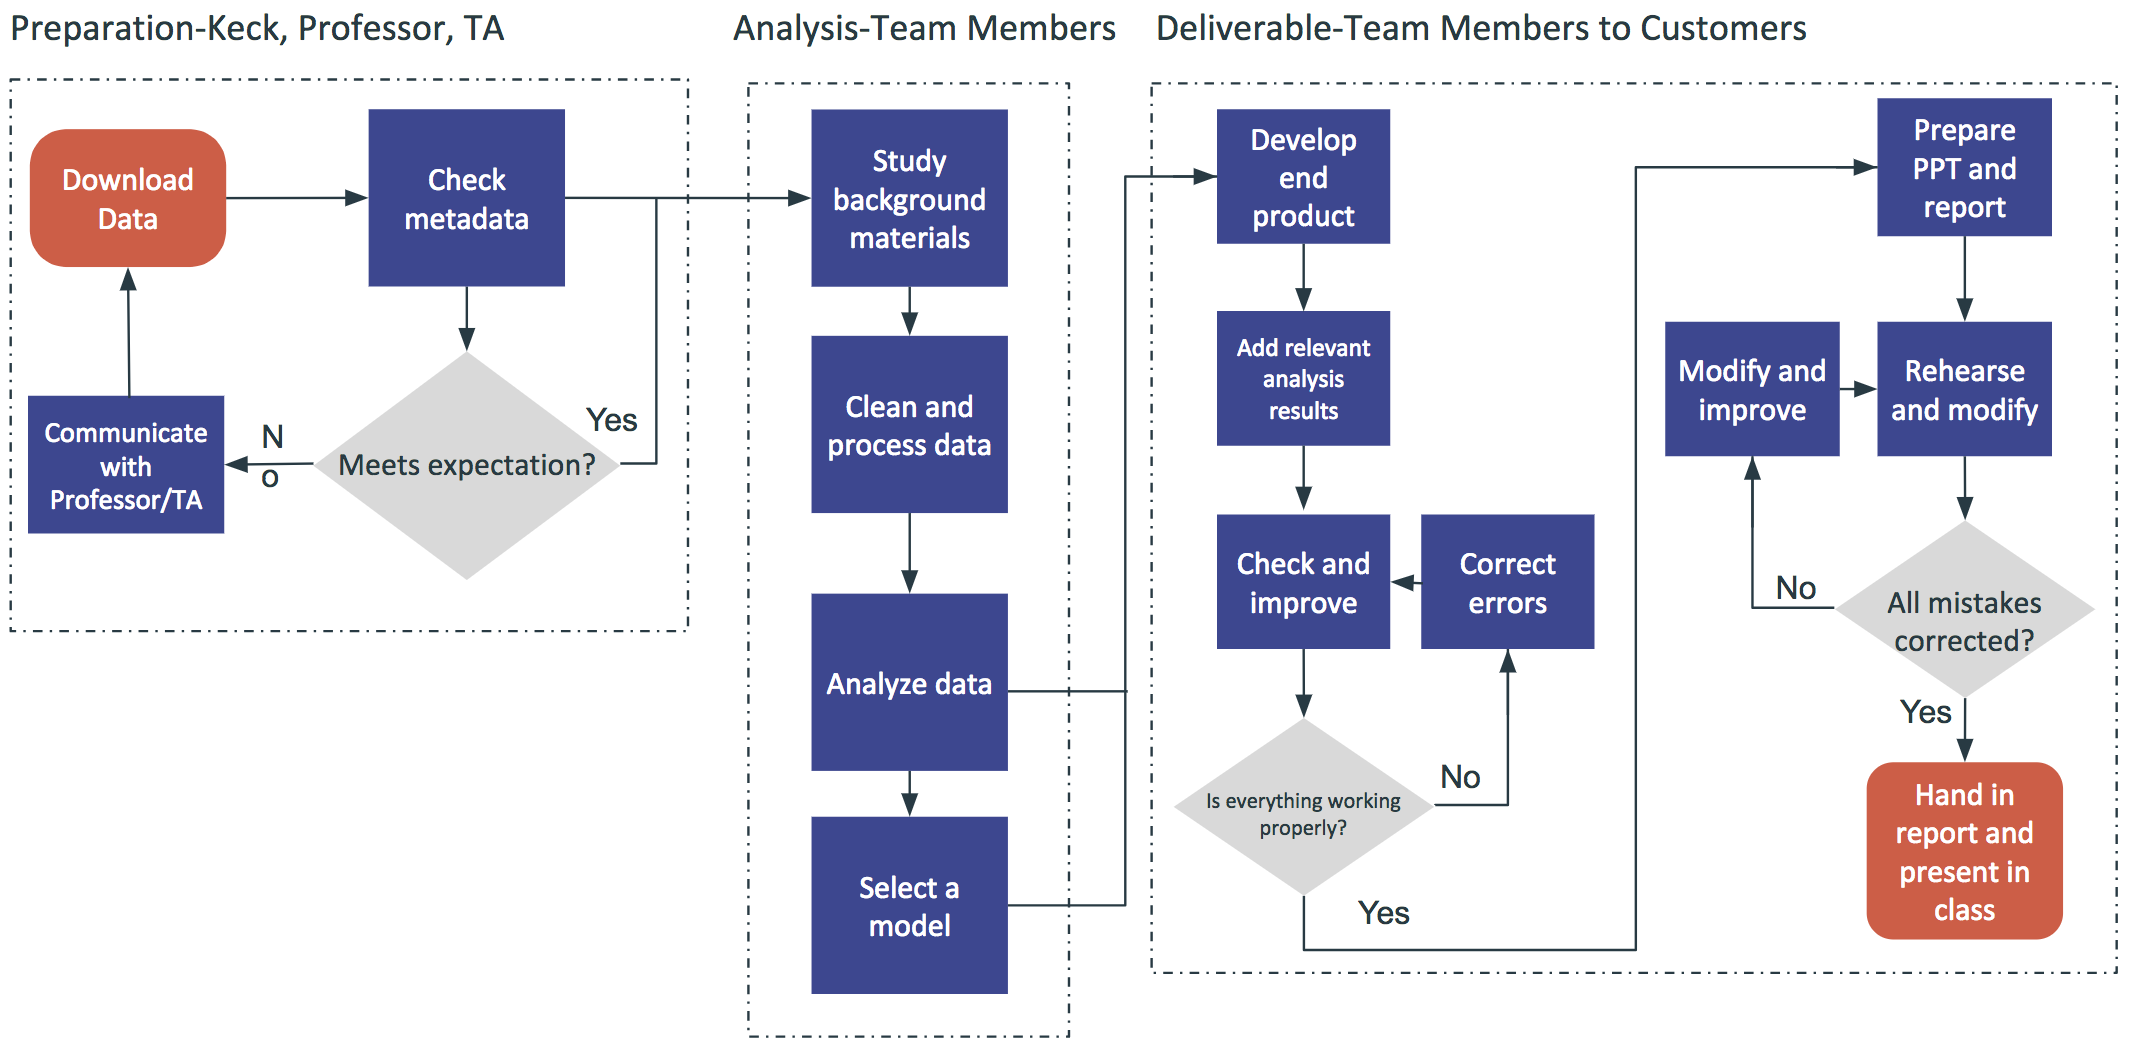 Preparation-Keck, Professor, TA
Download
Data
Check
metadata
Meets expectation?
Yes
N
o
Communicate
with
Professor/TA
Analysis-Team Members
Study
background
materials
Clean and
process data
Analyze data
Select a
model
Deliverable-Team Members to Customers
Develop
end
product
Add relevant
analysis
results
Check and
improve
Correct
errors
Is everything working
properly?
No
Yes
Prepare
PPT and
report
Rehearse
and modify
Modify and
improve
All mistakes
corrected?
No
Yes
Hand in
report and
present in
class